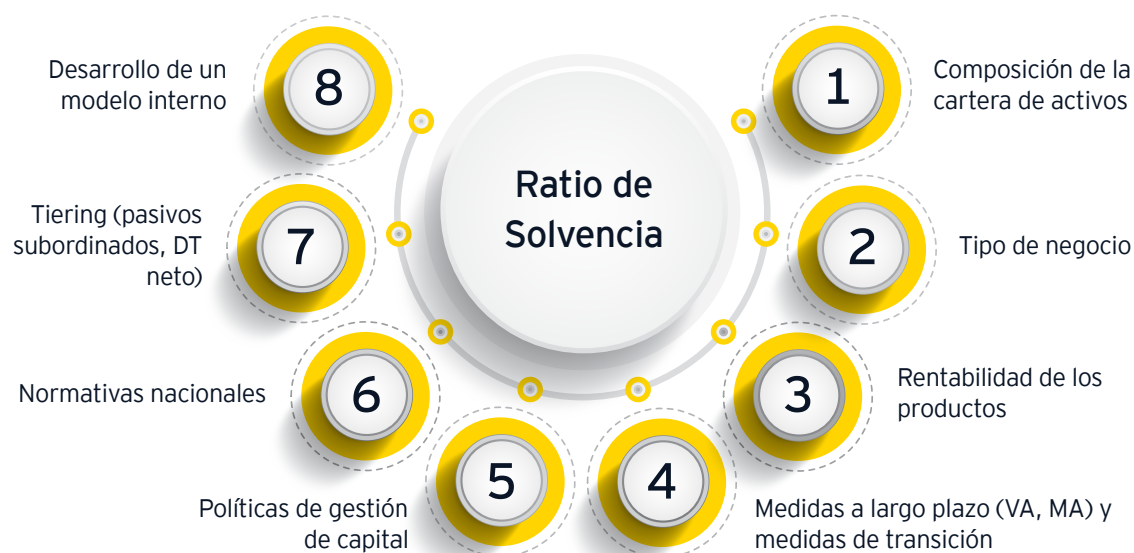 Ratio de
Solvencia
1
Composición de la
cartera de activos
2
Tipo de negocio
3
Rentabilidad de los
productos
4
Medidas a largo plazo (VA, MA) y
medidas de transición
5
Políticas de gestión
de capital
6
Normativas nacionales
7
Tiering (pasivos
subordinados, DT
neto)
8
Desarrollo de un
modelo interno